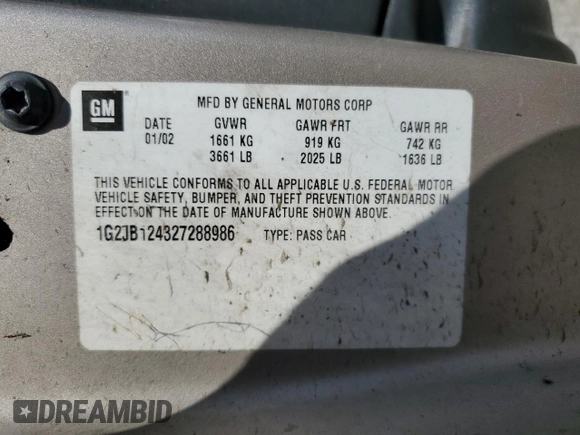 GM
MFD BY GENERAL MOTORS CORP
DATE GVWR GAWR FRT GAWR RR
01/02 1661 KG 919 KG 742 KG
3661 LB 2025 LB 1636 LB
THIS VEHICLE CONFORMS TO ALL APPLICABLE U.S. FEDERAL MOTOR
VEHICLE SAFETY, BUMPER, AND THEFT PREVENTION STANDARDS IN
EFFECT ON THE DATE OF MANUFACTURE SHOWN ABOVE.
1G2JB124327288986 TYPE: PASS CAR
DREAMBID